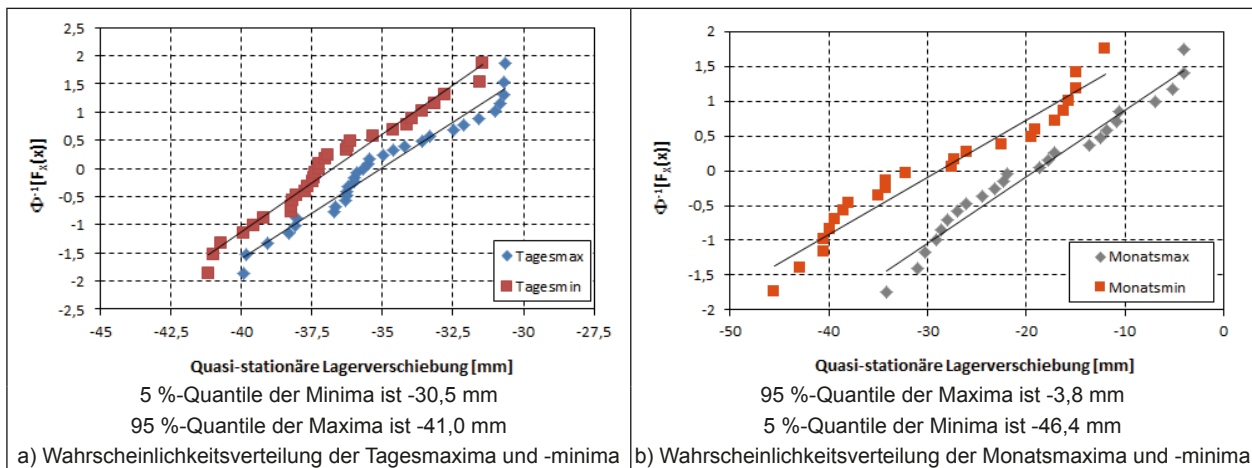 2,5
2
1,5
1
0,5
0
-0,5
-1
-1,5
-2
-2,5
Φ⁻¹[Fₓ(x)]
Tagesmax
Tagesmin
-45 -42,5 -40 -37,5 -35 -32,5 -30 -27,5
Quasi-stationäre Lagerverschiebung [mm]
5 %-Quantile der Minima ist -30,5 mm
95 %-Quantile der Maxima ist -41,0 mm
a) Wahrscheinlichkeitsverteilung der Tagesmaxima und -minima
2
1,5
1
0,5
0
-0,5
-1
-1,5
-2
Φ⁻¹[Fₓ(x)]
Monatsmax
Monatsmin
-50 -40 -30 -20 -10 0
Quasi-stationäre Lagerverschiebung [mm]
95 %-Quantile der Maxima ist -3,8 mm
5 %-Quantile der Minima ist -46,4 mm
b) Wahrscheinlichkeitsverteilung der Monatsmaxima und -minima